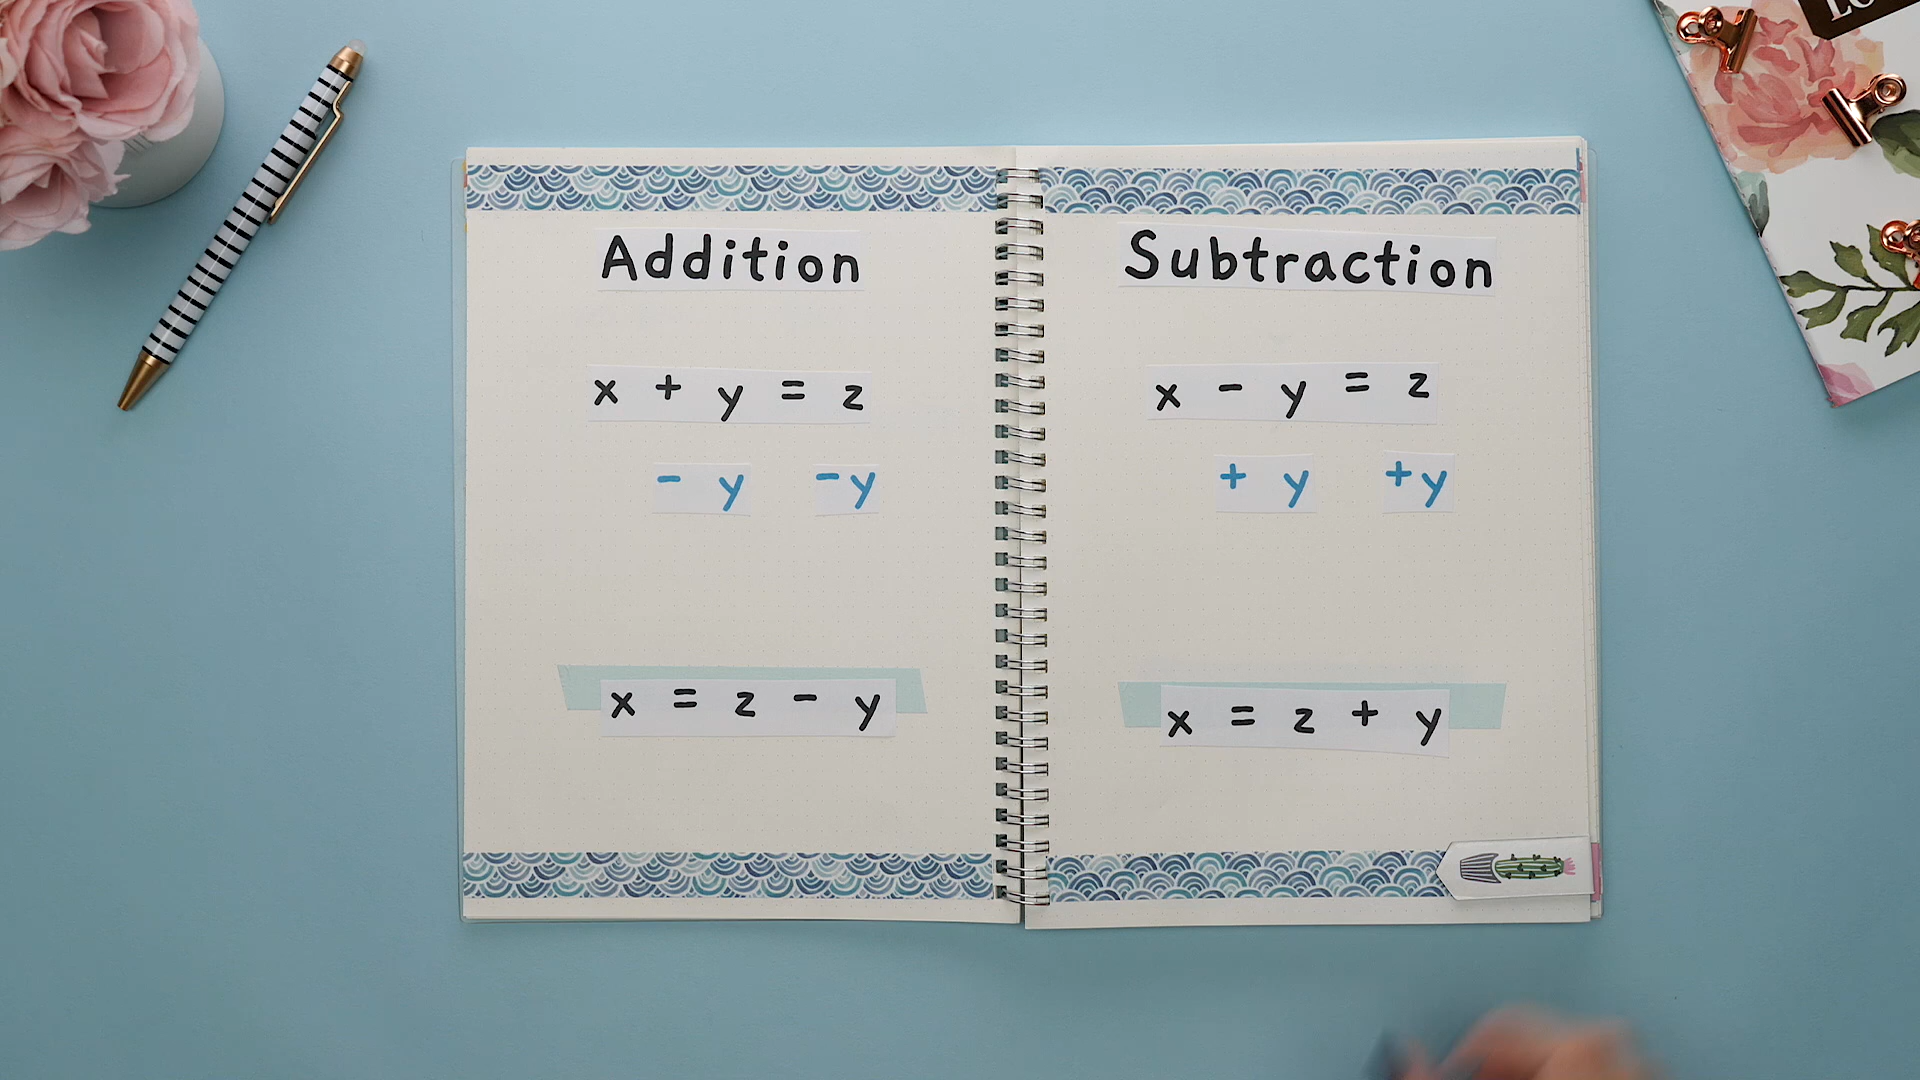 Addition
x + y = z
- y -y
x = z - y
Subtraction
x - y = z
+ y +y
x = z + y